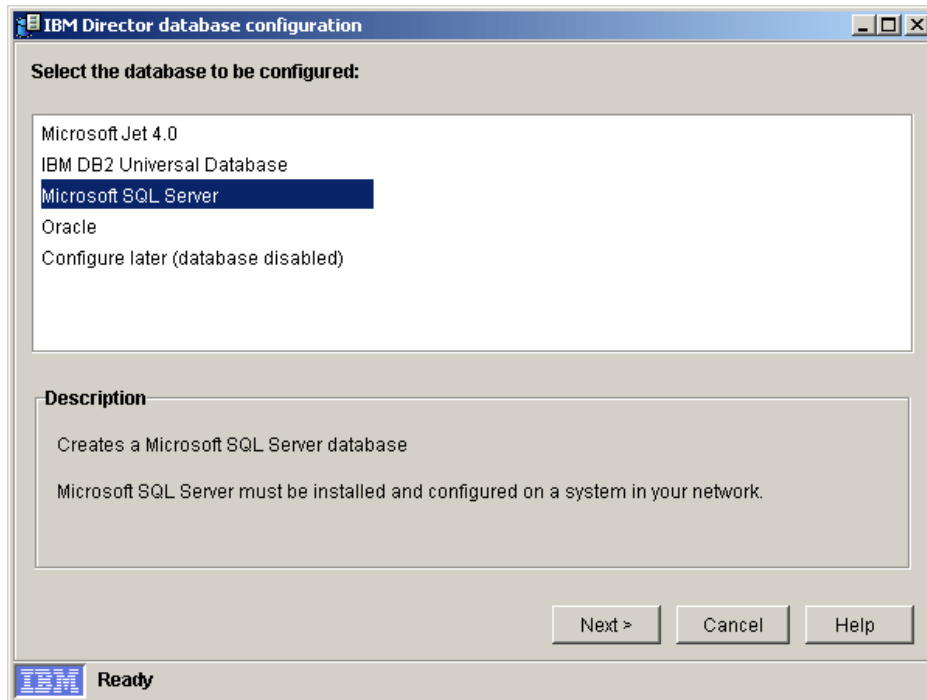 IBM Director database configuration
Select the database to be configured:
Microsoft Jet 4.0
IBM DB2 Universal Database
Microsoft SQL Server
Oracle
Configure later (database disabled)
Description
Creates a Microsoft SQL Server database
Microsoft SQL Server must be installed and configured on a system in your network.
Next > Cancel Help
IBM Ready